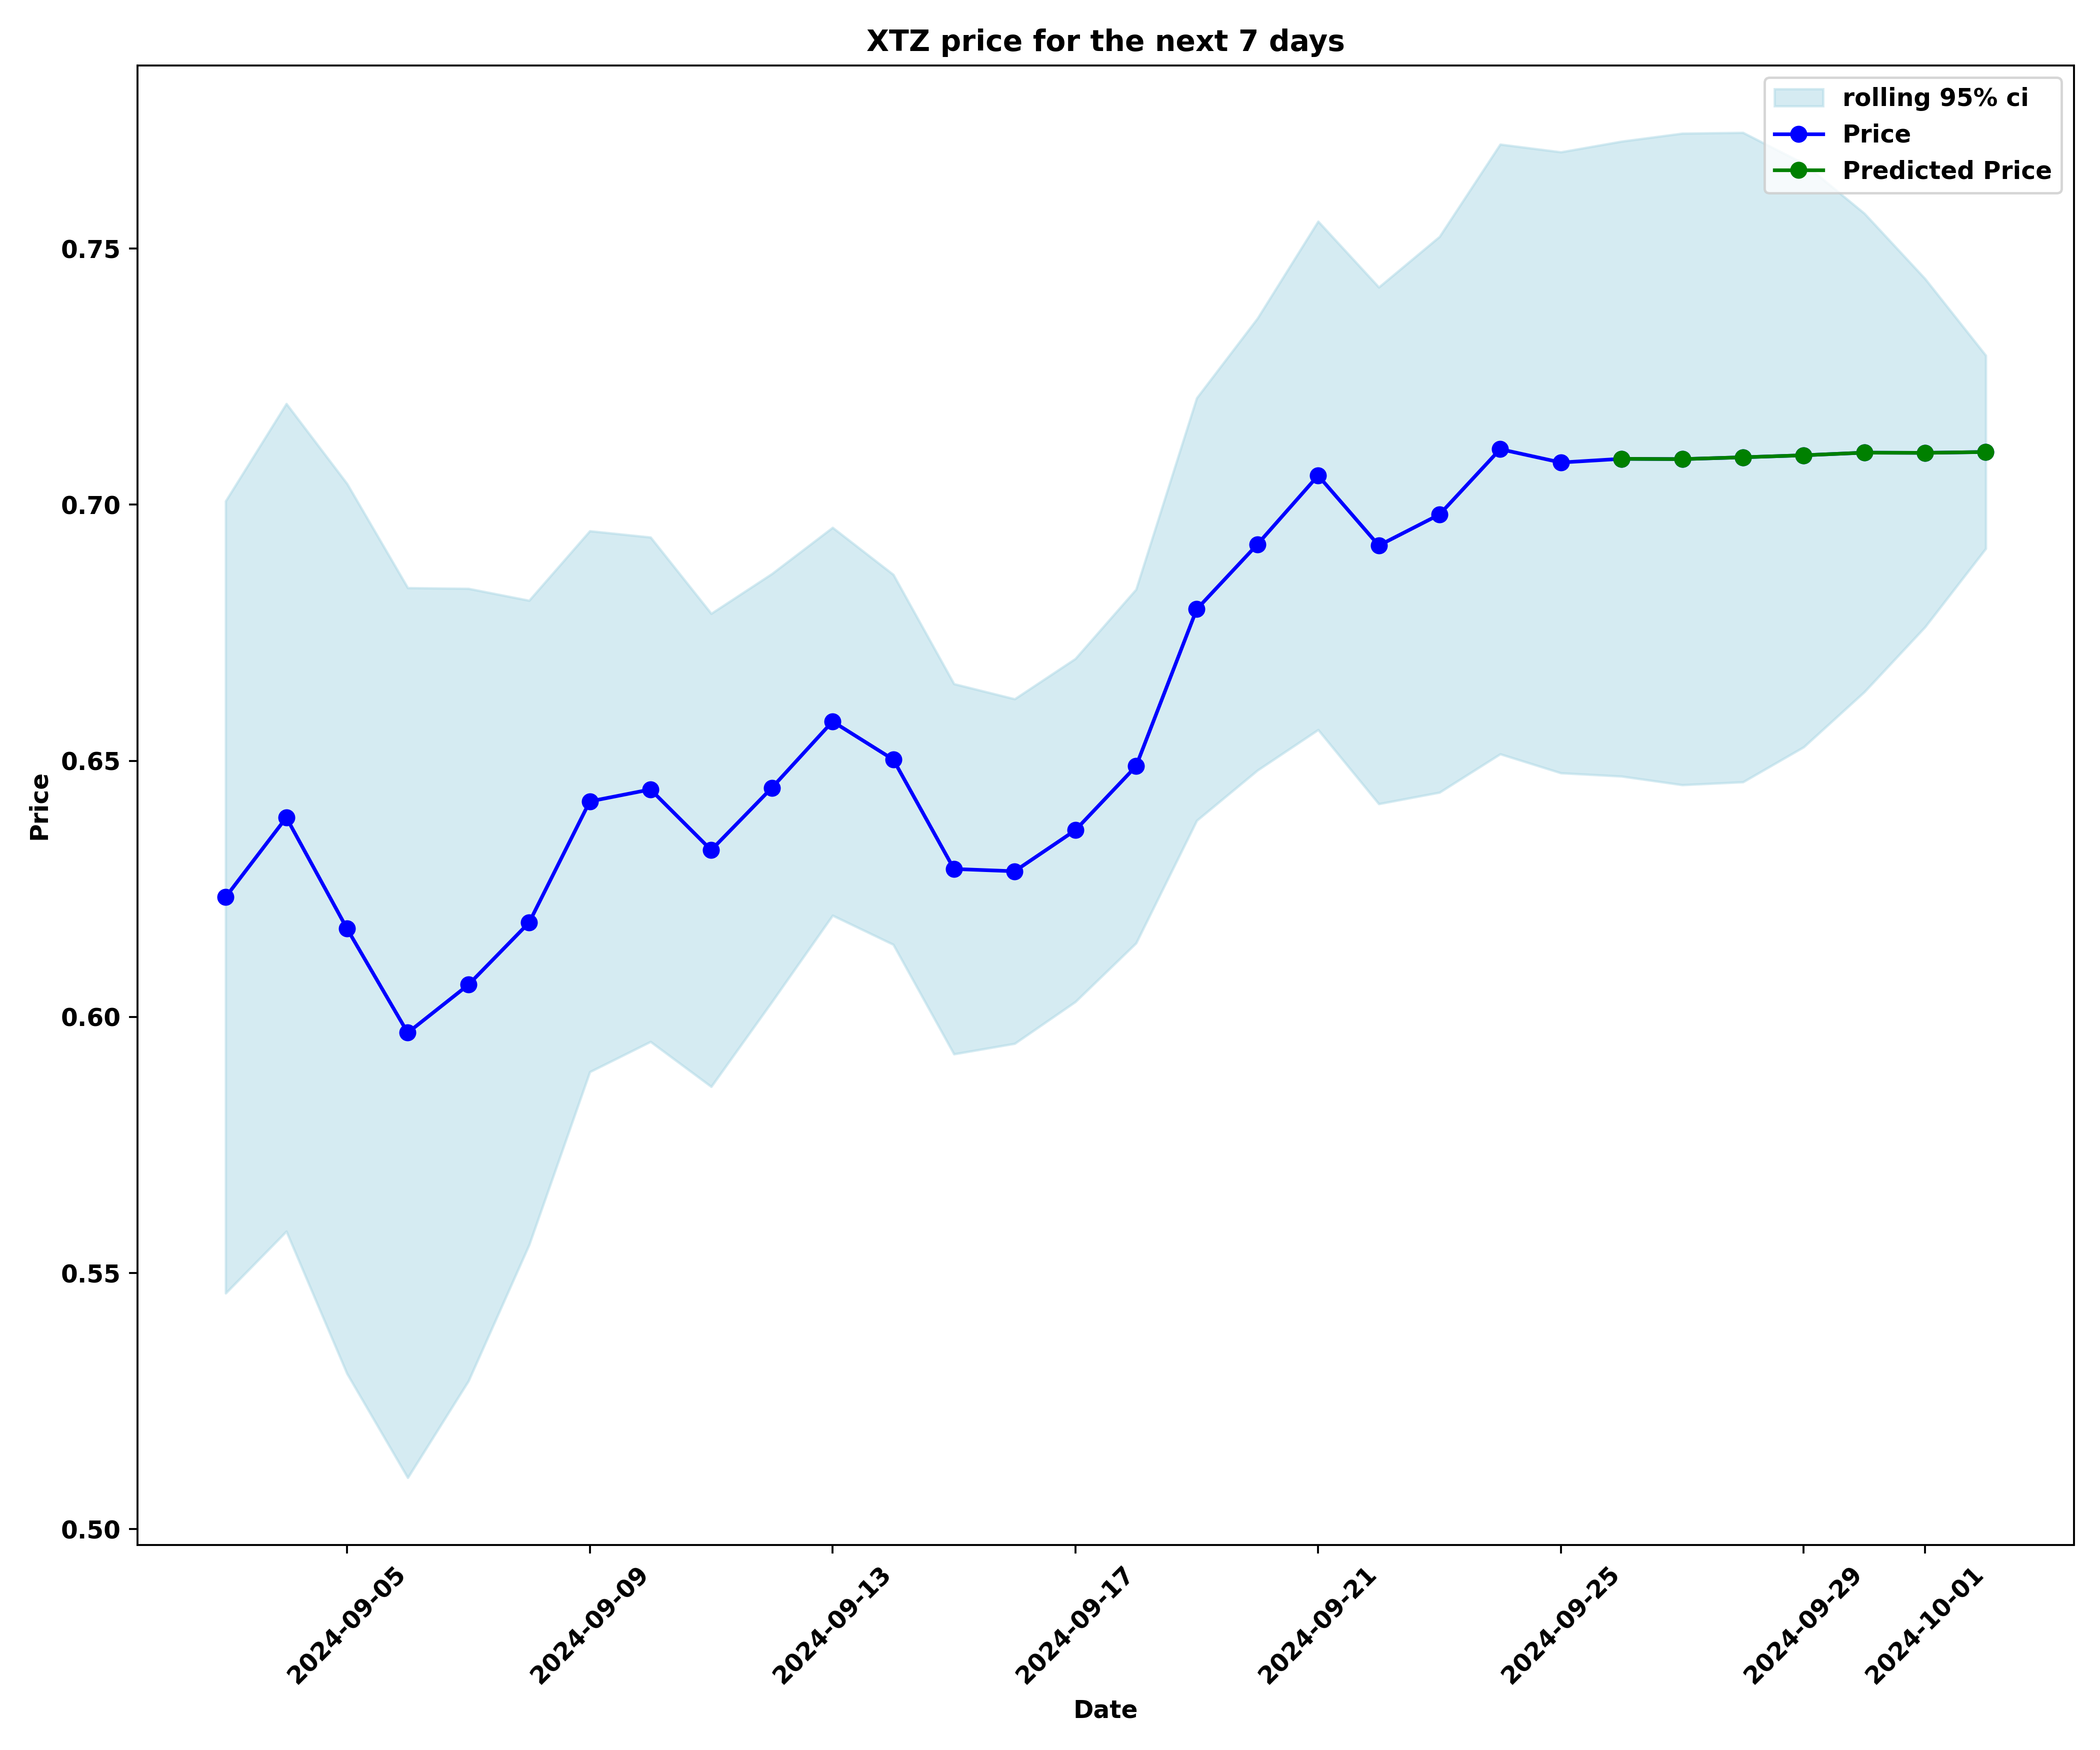 XTZ price for the next 7 days
rolling 95% ci
Price
Predicted Price
0.75
0.70
0.65
0.60
0.55
0.50
Price
2024-09-05
2024-09-09
2024-09-13
2024-09-17
2024-09-21
2024-09-25
2024-09-29
2024-10-01
Date